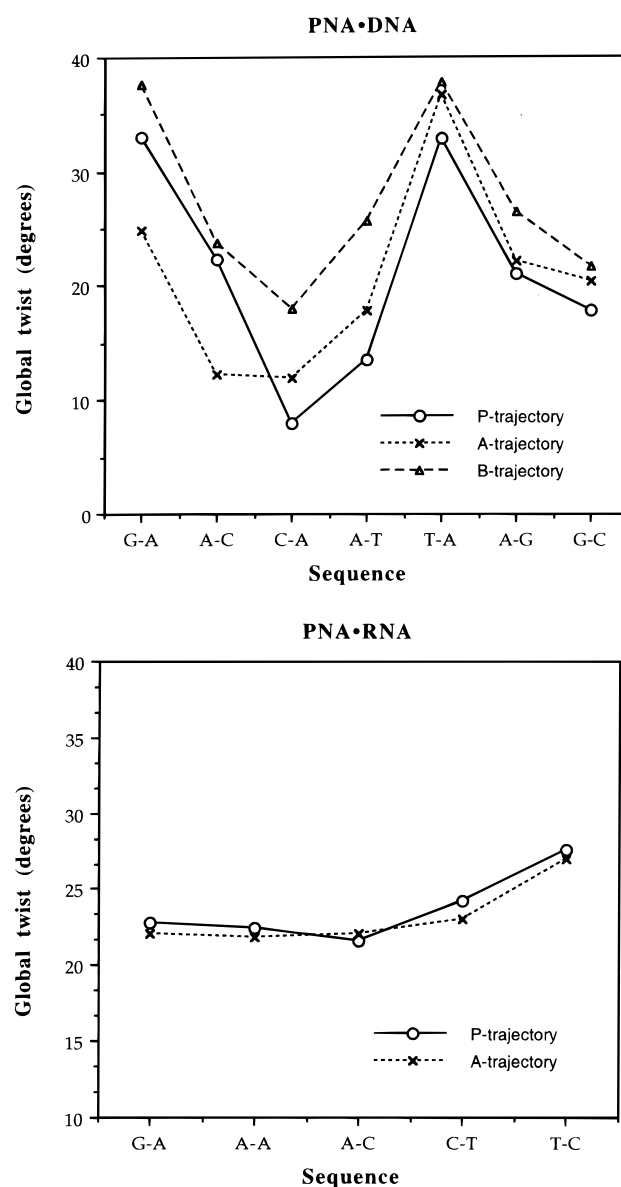 PNA•DNA
40
30
20
10
0
Global twist (degrees)
P-trajectory
A-trajectory
B-trajectory
G-A A-C C-A A-T T-A A-G G-C
Sequence
PNA•RNA
40
35
30
25
20
15
10
Global twist (degrees)
P-trajectory
A-trajectory
G-A A-A A-C C-T T-C
Sequence